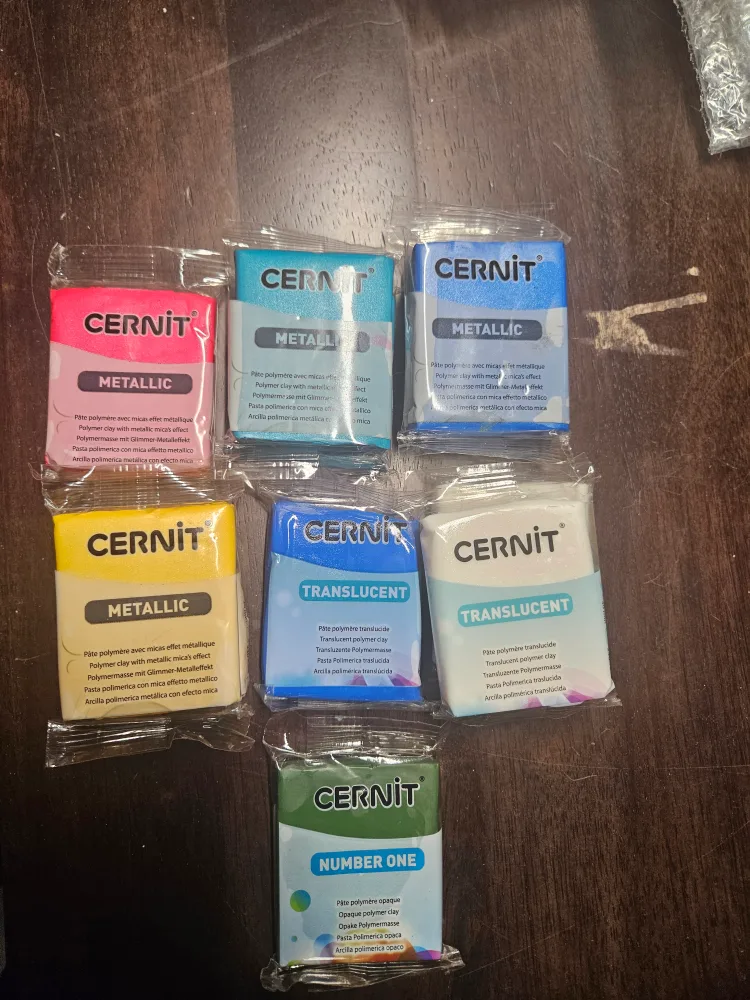 CERNiT®
METALLIC
Pâte polymère avec micas effet métallique
Polymer clay with metallic mica's effect
Polymermasse mit Glimmer-Metalleffekt
Pasta polimerica con mica effetto metallico
Arcilla polimerica metálica con efecto mica
CERNiT®
METALLIC
Pâte polymère avec micas effet métallique
Polymer clay with metallic effect
Polymermasse mit Glimmer-Metalleffekt
Pasta polimerica con mica effetto metallico
Arcilla polimerica metálica con efecto mica
CERNiT®
METALLIC
Pâte polymère avec micas effet métallique
Polymer clay with metallic mica's effect
Polymermasse mit Glimmer-Metalleffekt
Pasta polimerica con mica effetto metallico
Arcilla polimerica metálica con efecto mica
CERNiT®
METALLIC
Pâte polymère avec micas effet métallique
Polymer clay with metallic mica's effect
Polymermasse mit Glimmer-Metalleffekt
Pasta polimerica con mica effetto metallico
Arcilla polimerica metálica con efecto mica
CERNiT
TRANSLUCENT
Pâte polymère translucide
Translucent polymer clay
Transluzente Polymermasse
Pasta Polimerica traslucida
Arcilla polimérica translúcida
CERNiT®
TRANSLUCENT
Pâte polymère translucide
Translucent polymer clay
Transluzente Polymermasse
Pasta Polimerica traslucida
Arcilla polimérica translúcida
CERNiT®
NUMBER ONE
Pâte polymère opaque
Opaque polymer clay
Opake Polymermasse
Pasta Polimerica opaca
Arcilla polimerica opaco